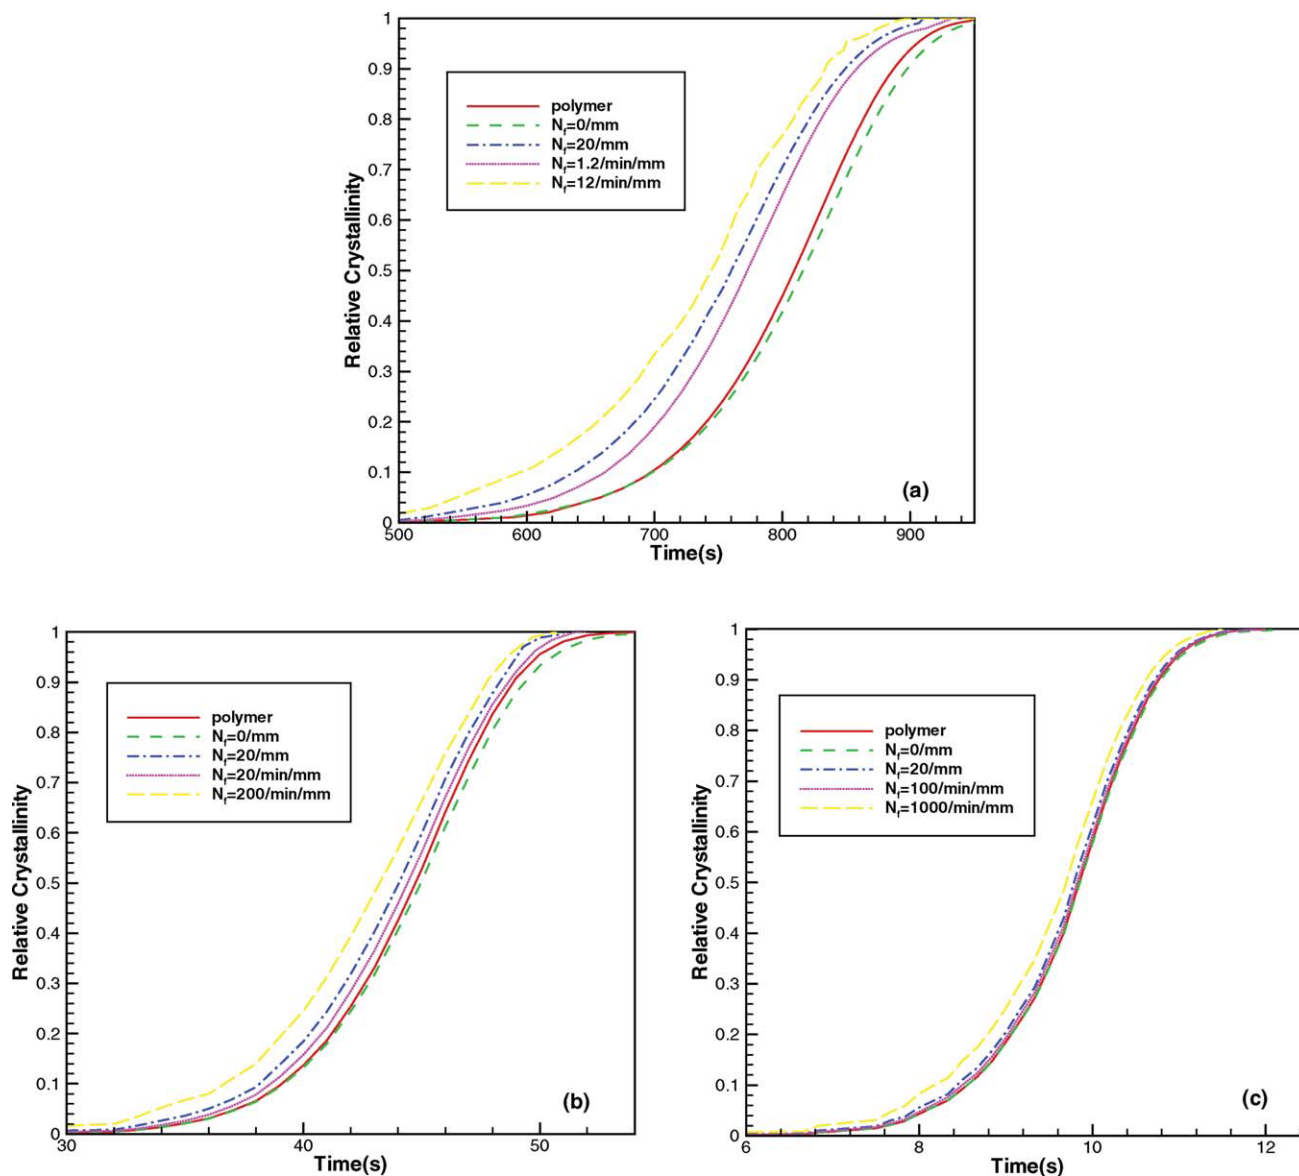 1
0.9
0.8
0.7
0.6
0.5
0.4
0.3
0.2
0.1
0
Relative Crystallinity
polymer
Nf=0/mm
Nf=20/mm
Nf=1.2/min/mm
Nf=12/min/mm
(a)
500 600 700 800 900
Time(s)
1
0.9
0.8
0.7
0.6
0.5
0.4
0.3
0.2
0.1
0
Relative Crystallinity
polymer
Nf=0/mm
Nf=20/mm
Nf=20/min/mm
Nf=200/min/mm
(b)
30 40 50
Time(s)
1
0.9
0.8
0.7
0.6
0.5
0.4
0.3
0.2
0.1
0
Relative Crystallinity
polymer
Nf=0/mm
Nf=20/mm
Nf=100/min/mm
Nf=1000/min/mm
(c)
6 8 10 12
Time(s)